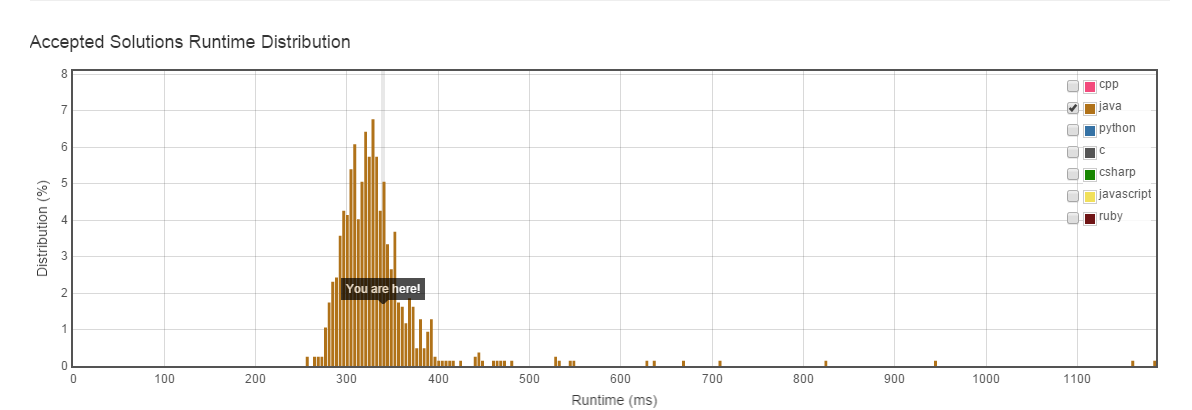 Accepted Solutions Runtime Distribution
8
7
6
5
4
3
2
1
0
Distribution (%)
cpp
java
python
c
csharp
javascript
ruby
You are here!
0 100 200 300 400 500 600 700 800 900 1000 1100
Runtime (ms)